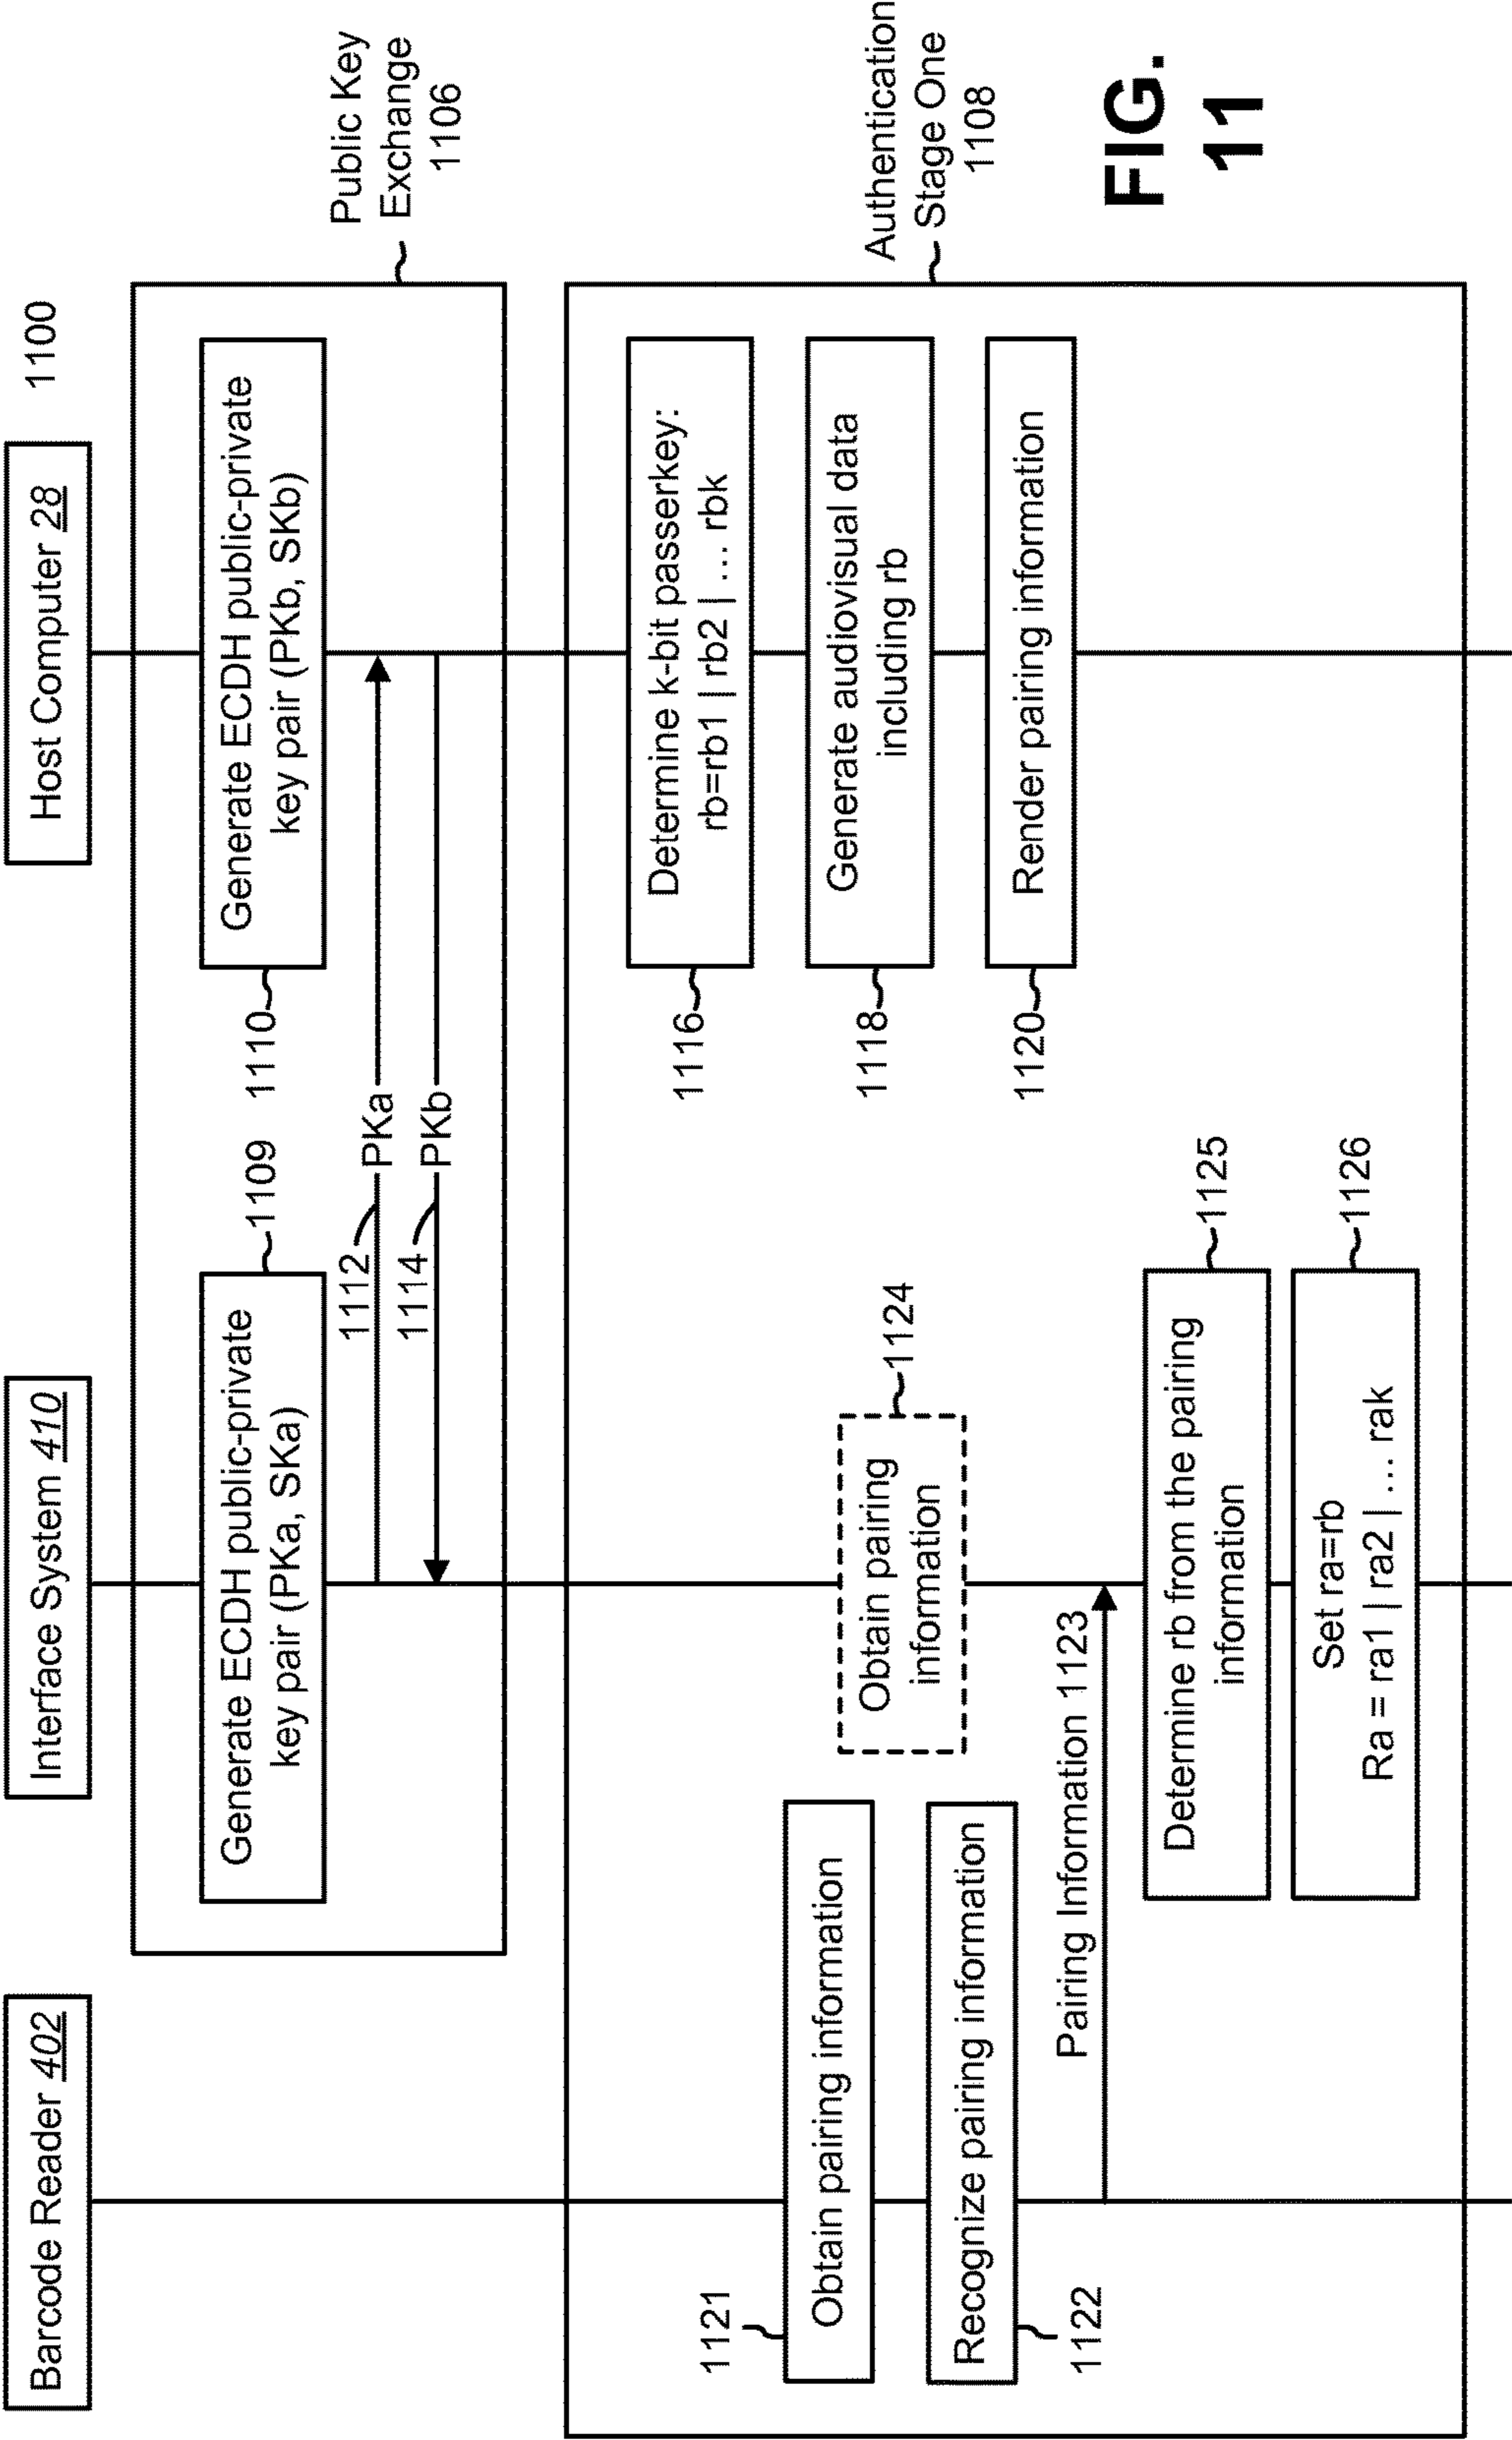 Barcode Reader 402
Interface System 410
Host Computer 28
1100
Generate ECDH public-private
key pair (PKa, SKa)
1109
1110
Generate ECDH public-private
key pair (PKb, SKb)
Public Key
Exchange
1106
1112
PKa
1114
PKb
Authentication
Stage One
1108
1116
Determine k-bit passerkey:
rb=rb1 | rb2 | ... rbk
1118
Generate audiovisual data
including rb
1120
Render pairing information
1121
Obtain pairing information
1124
Obtain pairing
information
1122
Recognize pairing information
Pairing Information 1123
Determine rb from the pairing
information
1125
Set ra=rb
Ra = ra1 | ra2 | ... rak
1126
FIG.
11